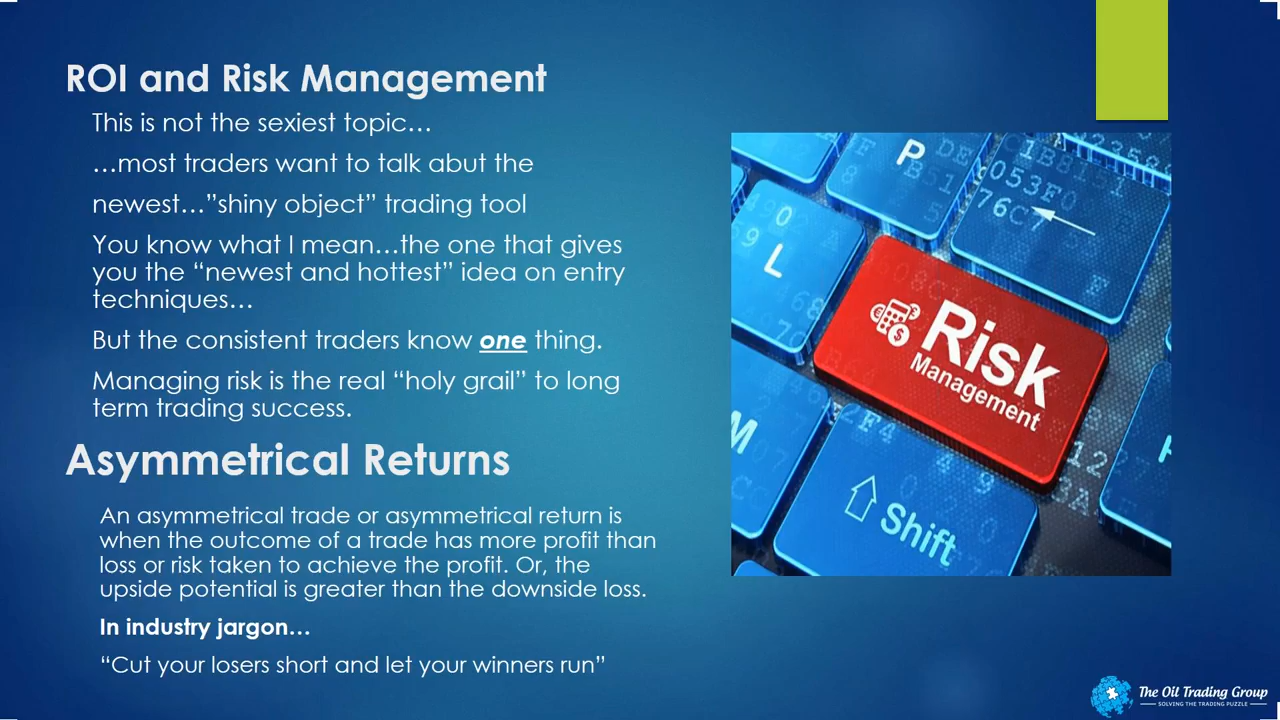 ROI and Risk Management
This is not the sexiest topic…
…most traders want to talk abut the
newest…”shiny object” trading tool
You know what I mean…the one that gives
you the “newest and hottest” idea on entry
techniques…
But the consistent traders know one thing.
Managing risk is the real “holy grail” to long
term trading success.
Asymmetrical Returns
An asymmetrical trade or asymmetrical return is
when the outcome of a trade has more profit than
loss or risk taken to achieve the profit. Or, the
upside potential is greater than the downside loss.
In industry jargon…
“Cut your losers short and let your winners run”
P
L
Risk
Management
M
Shift
The Oil Trading Group
SOLVING THE TRADING PUZZLE